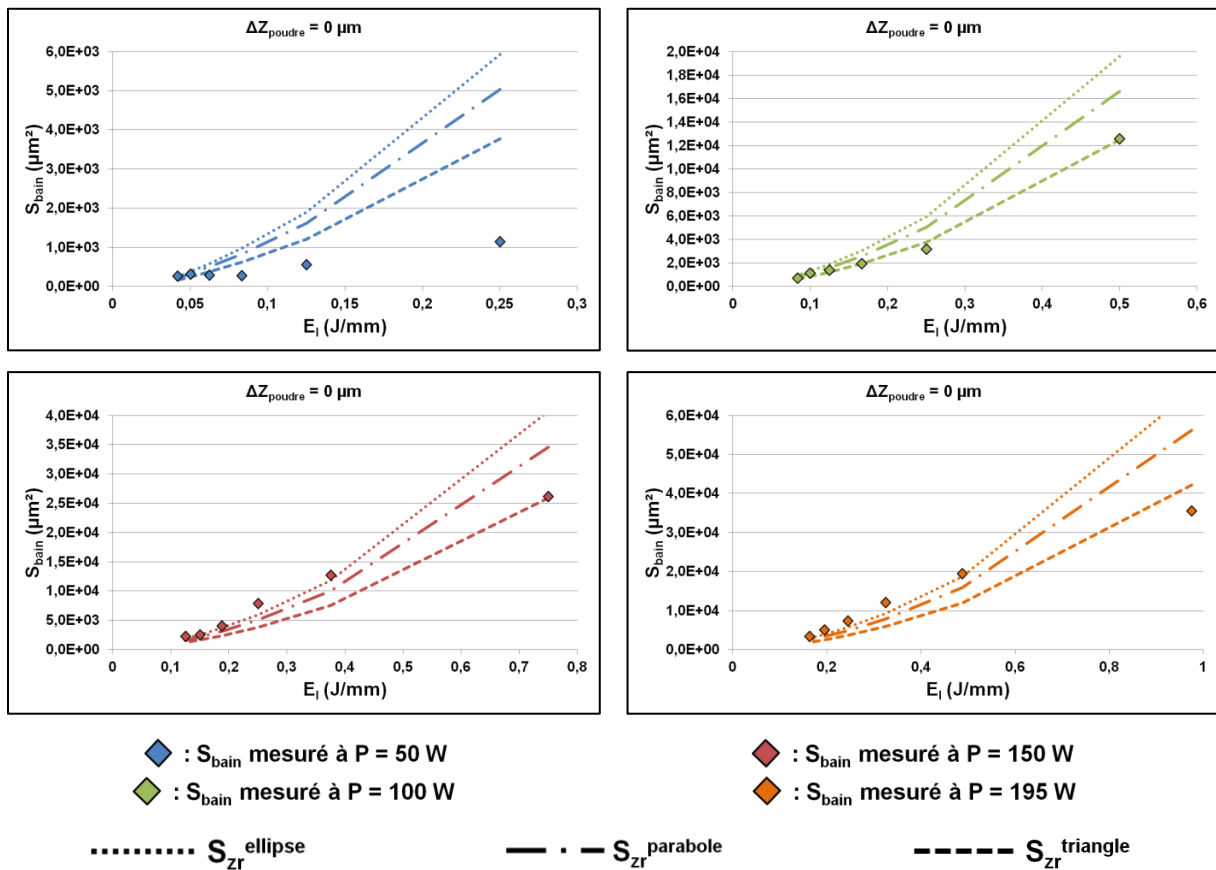 ΔZpoudre = 0 µm
6,0E+03
5,0E+03
4,0E+03
3,0E+03
2,0E+03
1,0E+03
0,0E+00
Sbain (µm²)
0 0,05 0,1 0,15 0,2 0,25 0,3
El (J/mm)
ΔZpoudre = 0 µm
2,0E+04
1,8E+04
1,6E+04
1,4E+04
1,2E+04
1,0E+04
8,0E+03
6,0E+03
4,0E+03
2,0E+03
0,0E+00
Sbain (µm²)
0 0,1 0,2 0,3 0,4 0,5 0,6
El (J/mm)
ΔZpoudre = 0 µm
4,0E+04
3,5E+04
3,0E+04
2,5E+04
2,0E+04
1,5E+04
1,0E+04
5,0E+03
0,0E+00
Sbain (µm²)
0 0,1 0,2 0,3 0,4 0,5 0,6 0,7 0,8
El (J/mm)
ΔZpoudre = 0 µm
6,0E+04
5,0E+04
4,0E+04
3,0E+04
2,0E+04
1,0E+04
0,0E+00
Sbain (µm²)
0 0,2 0,4 0,6 0,8 1
El (J/mm)
: Sbain mesuré à P = 50 W
: Sbain mesuré à P = 150 W
: Sbain mesuré à P = 100 W
: Sbain mesuré à P = 195 W
Szr ellipse
Szr parabole
Szr triangle